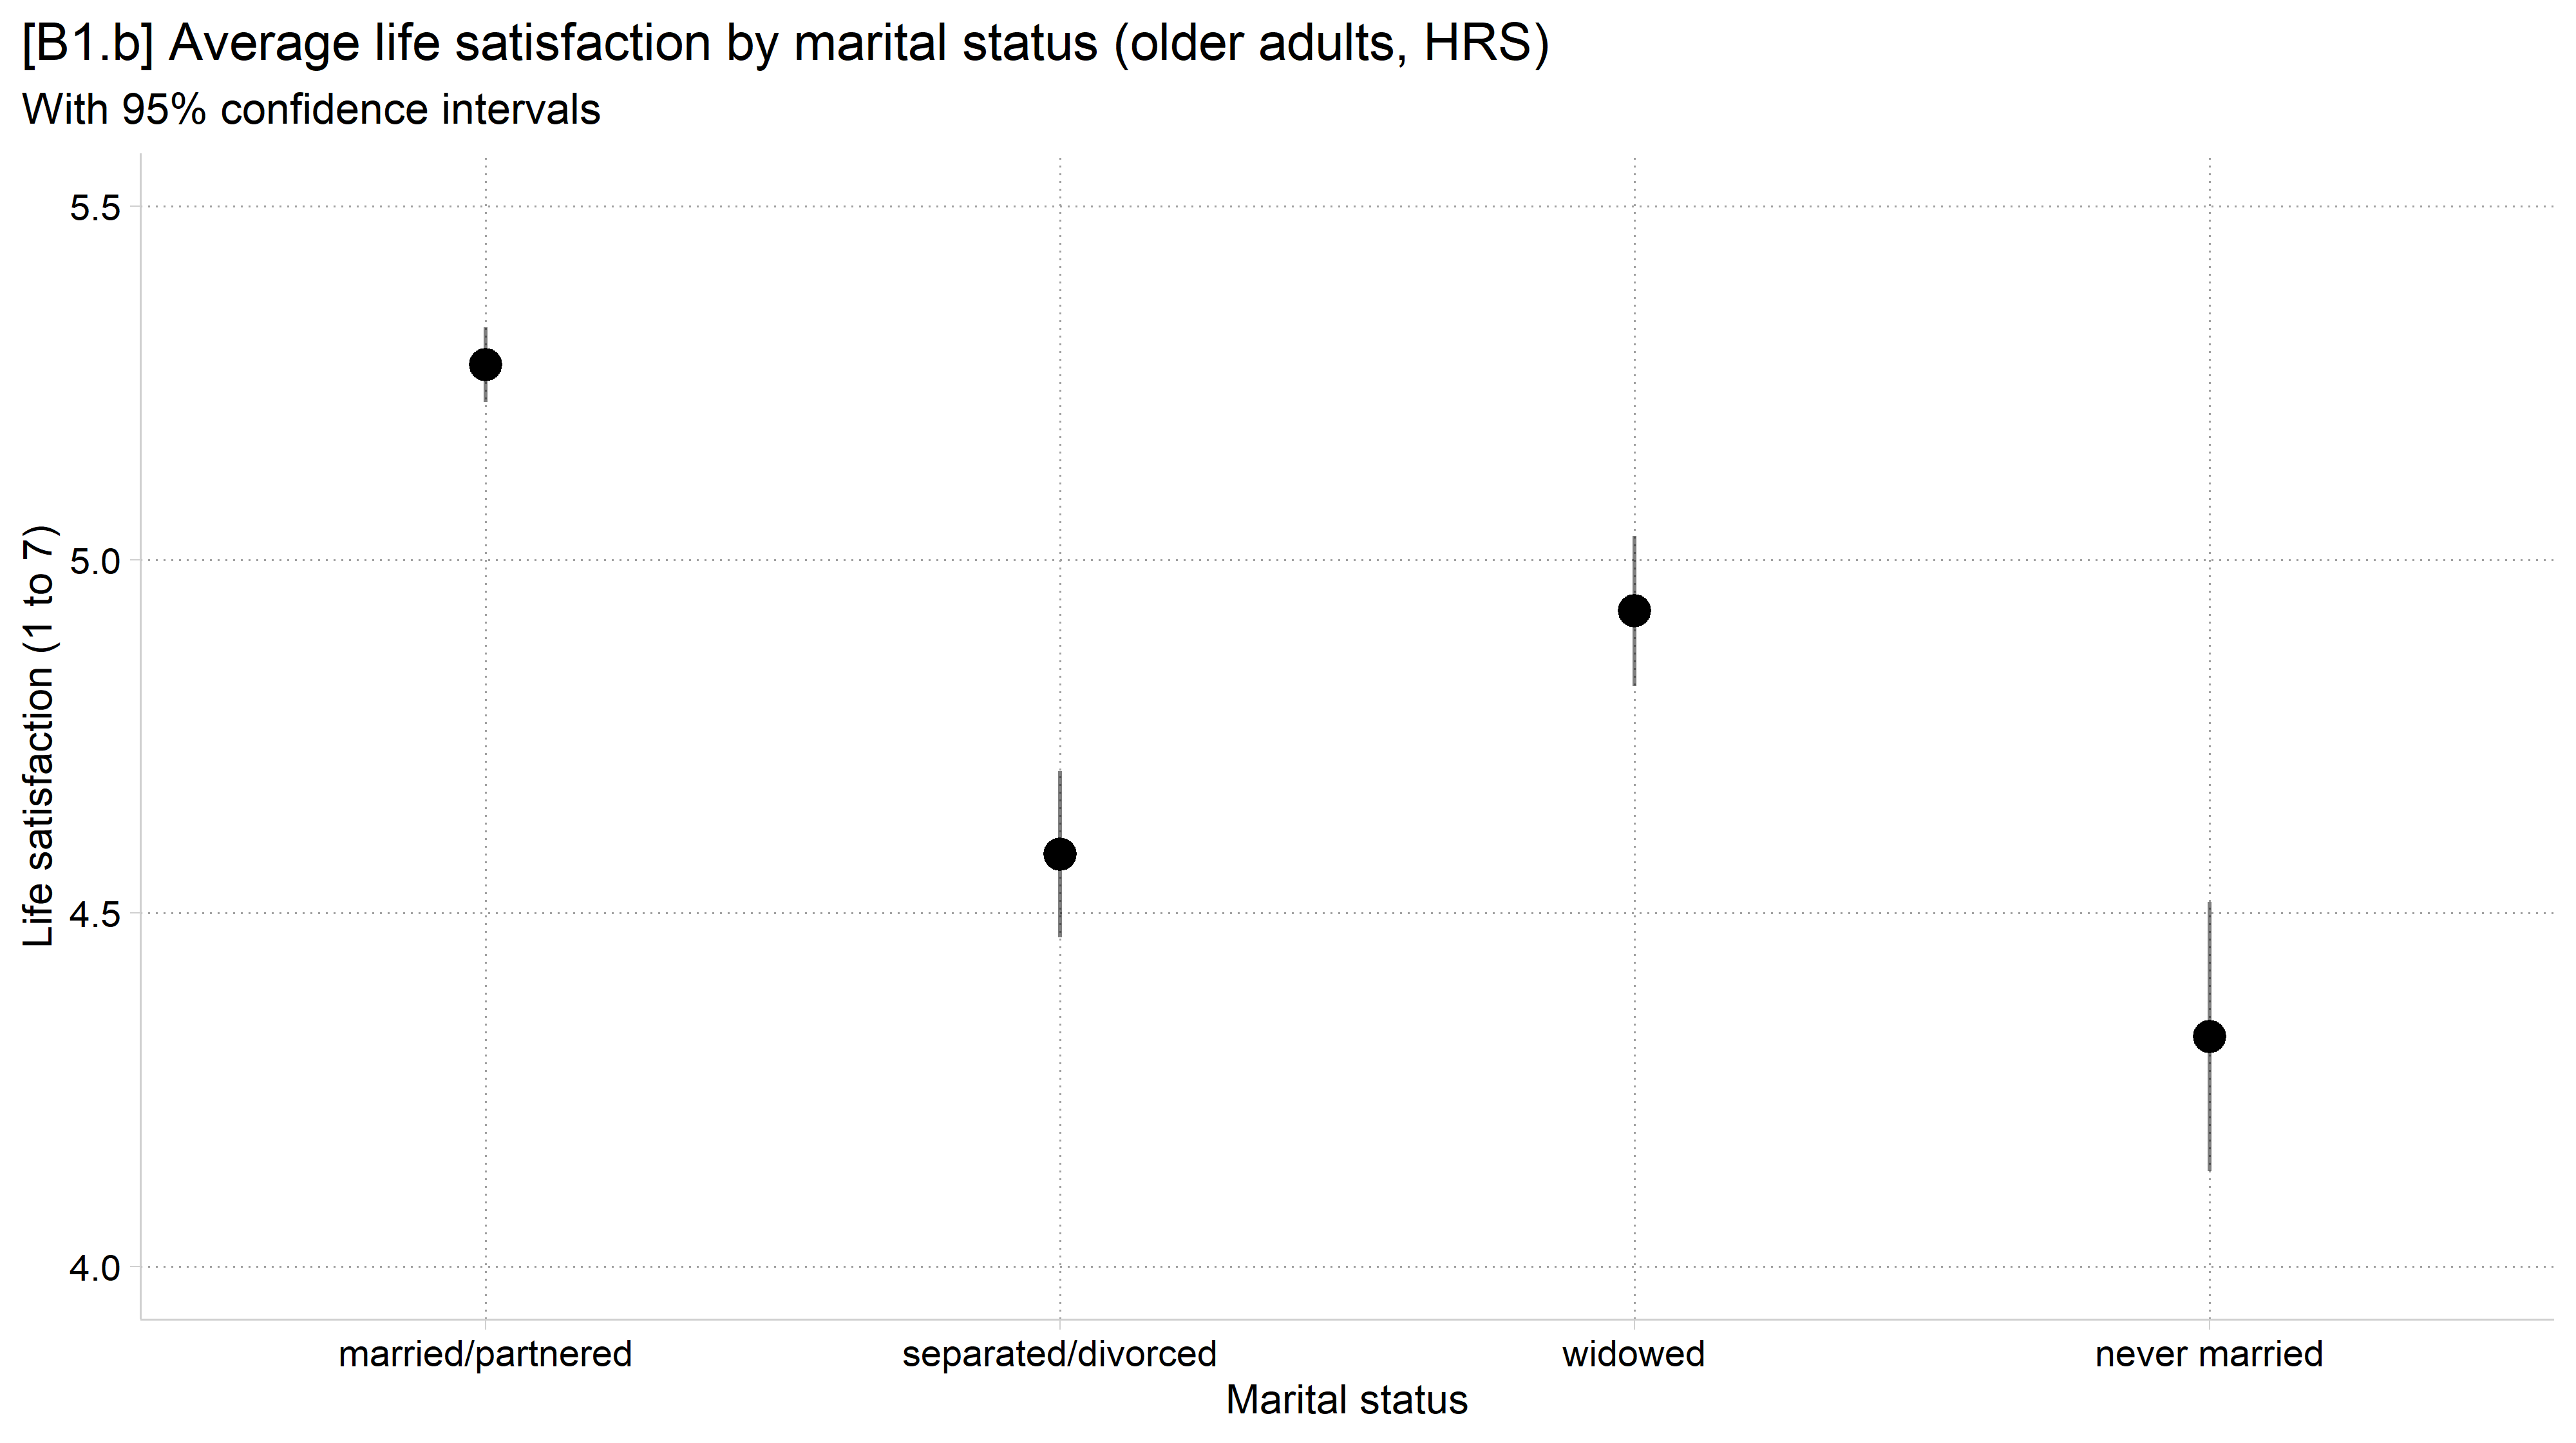 [B1.b] Average life satisfaction by marital status (older adults, HRS)
With 95% confidence intervals
Life satisfaction (1 to 7)
5.5
5.0
4.5
4.0
married/partnered
separated/divorced
widowed
never married
Marital status